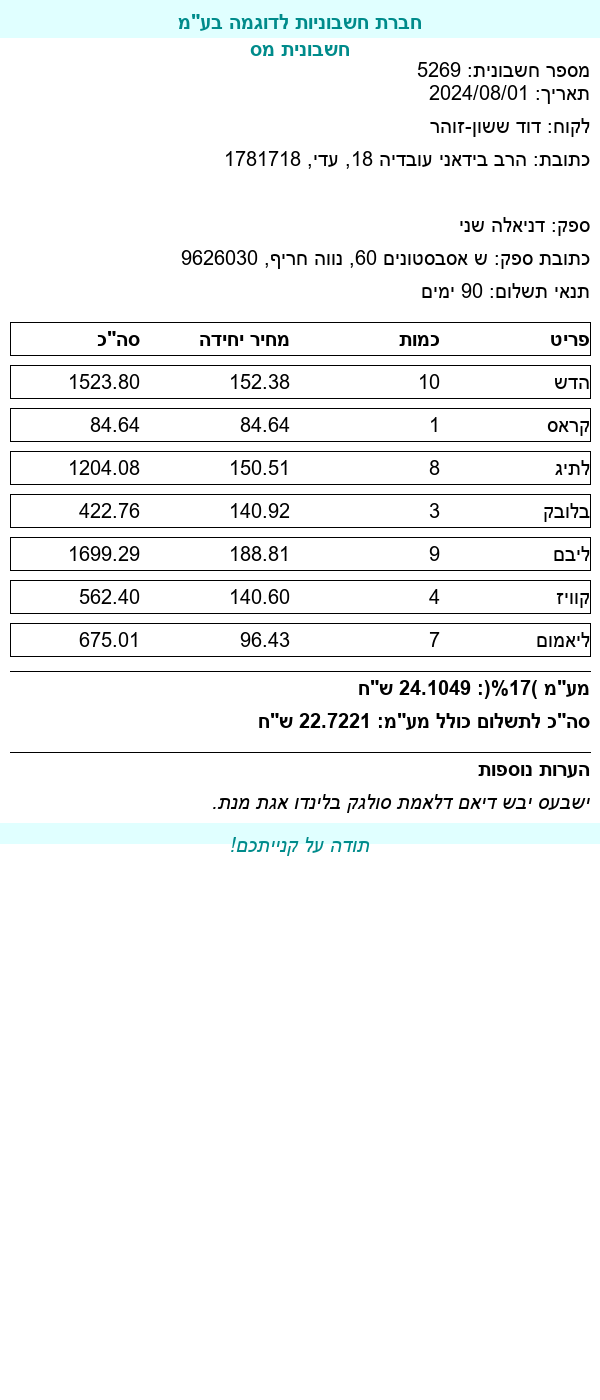 חברת חשבוניות לדוגמה בע"מ
חשבונית מס
מספר חשבונית: 5269
תאריך: 2024/08/01
לקוח: דוד ששון-זוהר
כתובת: הרב בידאני עובדיה 18, עדי, 1781718
ספק: דניאלה שני
כתובת ספק: ש אסבסטונים 60, נווה חריף, 9626030
תנאי תשלום: 90 ימים
פריט כמות מחיר יחידה סה"כ
הדש 10 152.38 1523.80
קראס 1 84.64 84.64
לתיג 8 150.51 1204.08
בלובק 3 140.92 422.76
ליבם 9 188.81 1699.29
קוויז 4 140.60 562.40
ליאמום 7 96.43 675.01
מע"מ )17%(: 24.1049 ש"ח
סה"כ לתשלום כולל מע"מ: 22.7221 ש"ח
הערות נוספות
ישבעס יבש דיאם דלאמת סולגק בלינדו אגת מנת.
תודה על קנייתכם!